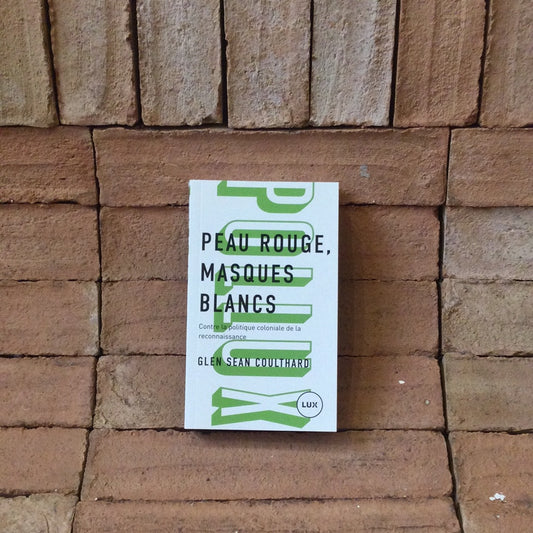 POLLUX
PEAU ROUGE,
MASQUES
BLANCS
Contre la politique coloniale de la
reconnaissance
GLEN SEAN COULTHARD
LUX